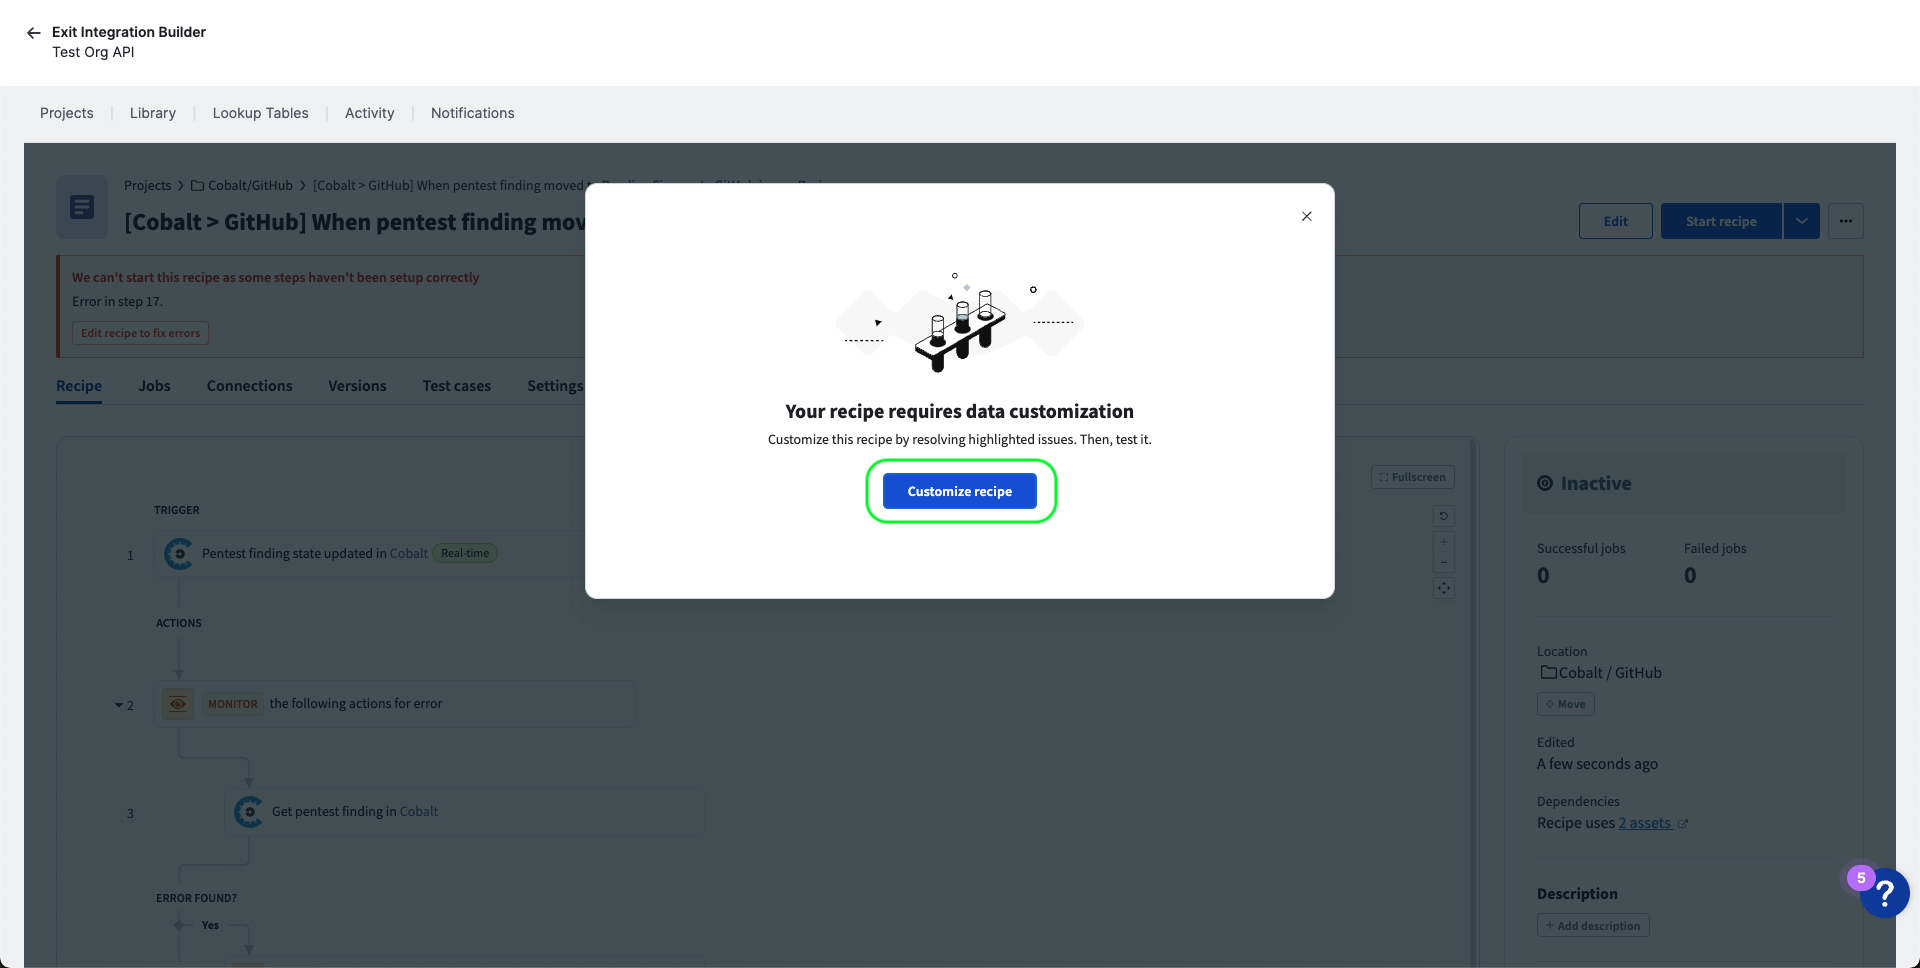 Exit Integration Builder
Test Org API
Projects
Library
Lookup Tables
Activity
Notifications
Projects > Cobalt/GitHub > [Cobalt > GitHub] When pentest finding moved
[Cobalt > GitHub] When pentest finding mov
Edit
Start recipe
We can't start this recipe as some steps haven't been setup correctly
Error in step 17.
Edit recipe to fix errors
Recipe
Jobs
Connections
Versions
Test cases
Settings
Your recipe requires data customization
Customize this recipe by resolving highlighted issues. Then, test it.
Customize recipe
Fullscreen
TRIGGER
1
Pentest finding state updated in Cobalt
Real-time
ACTIONS
2
MONITOR
the following actions for error
3
Get pentest finding in Cobalt
ERROR FOUND?
Yes
Inactive
Successful jobs
Failed jobs
0
0
Location
Cobalt / GitHub
Move
Edited
A few seconds ago
Dependencies
Recipe uses 2 assets
Description
+ Add description
5
?